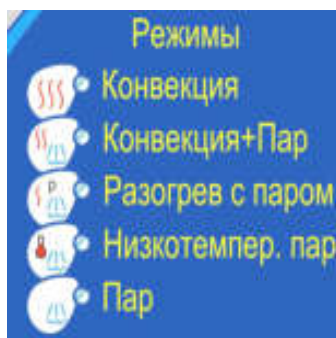 Режимы
Конвекция
Конвекция+Пар
P
Разогрев с паром
Низкотемпер. пар
Пар